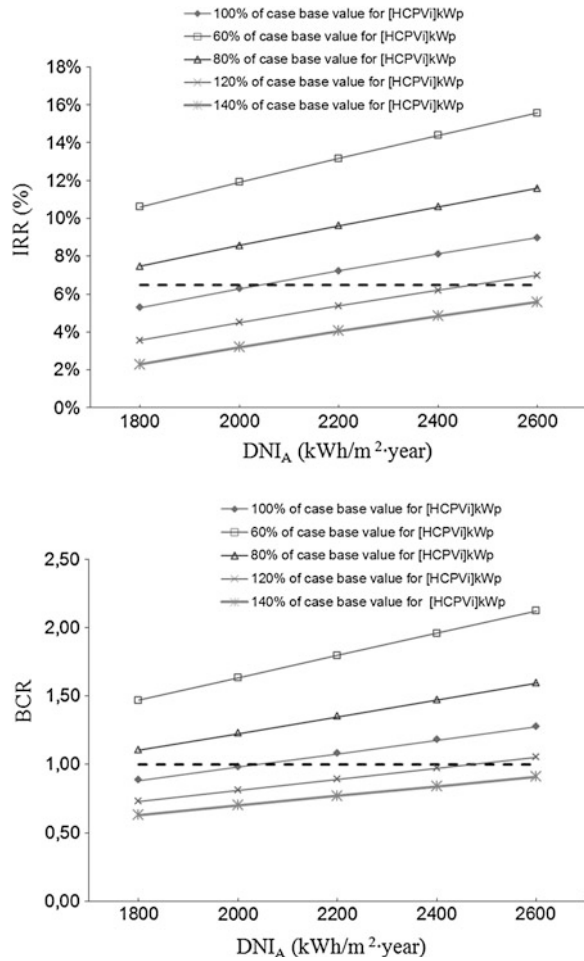 100% of case base value for [HCPVi]kWp
60% of case base value for [HCPVi]kWp
80% of case base value for [HCPVi]kWp
120% of case base value for [HCPVi]kWp
140% of case base value for [HCPVi]kWp
18%
16%
14%
12%
10%
8%
6%
4%
2%
0%
IRR (%)
1800 2000 2200 2400 2600
DNI_A (kWh/m²·year)
100% of case base value for [HCPVi]kWp
60% of case base value for [HCPVi]kWp
80% of case base value for [HCPVi]kWp
120% of case base value for [HCPVi]kWp
140% of case base value for [HCPVi]kWp
2,50
2,00
1,50
1,00
0,50
0,00
BCR
1800 2000 2200 2400 2600
DNI_A (kWh/m²·year)